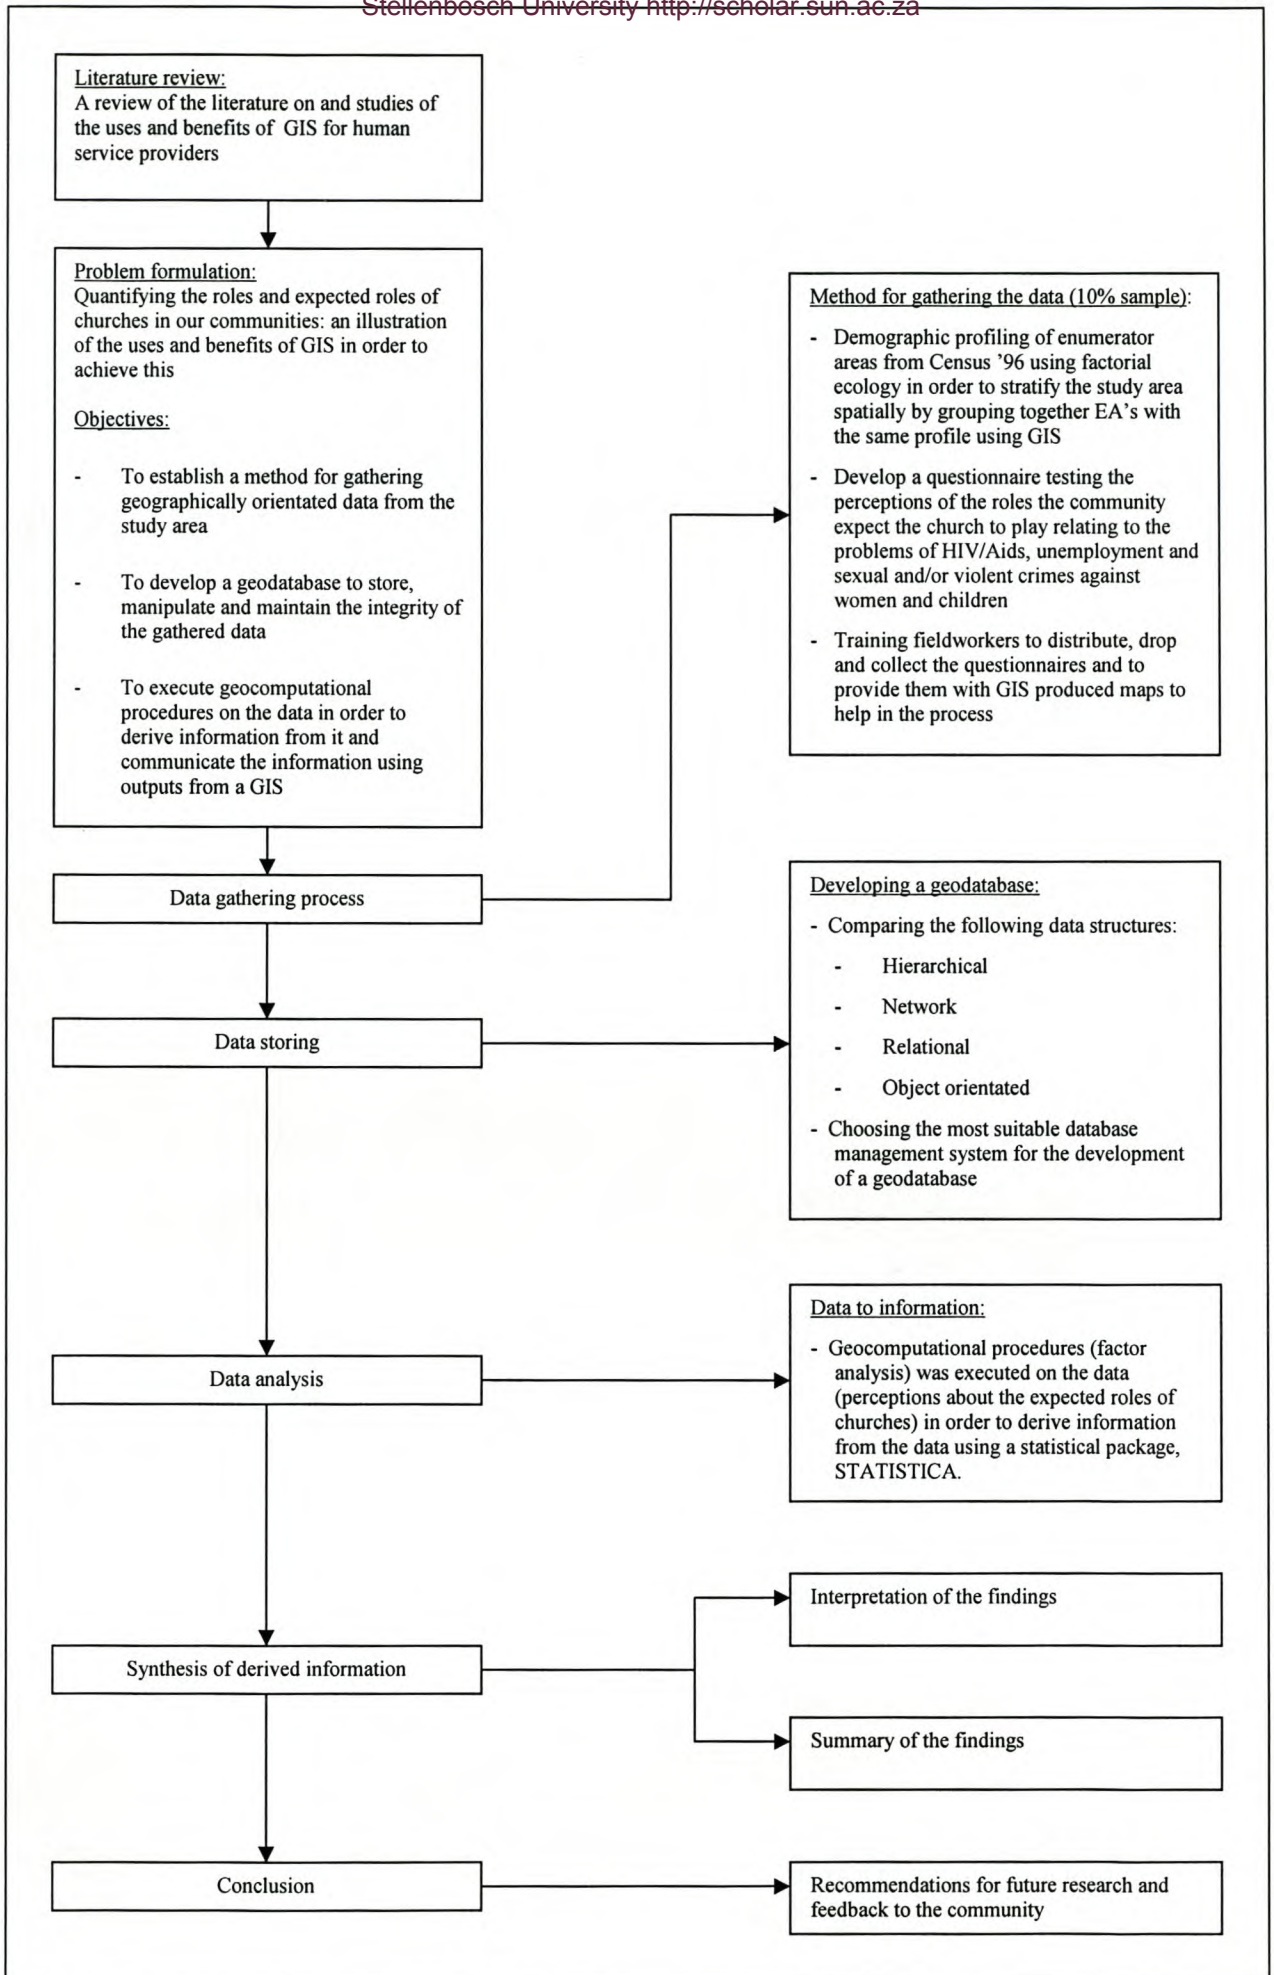 Stellenbosch University http://scholar.sun.ac.za
Literature review:
A review of the literature on and studies of
the uses and benefits of GIS for human
service providers
Problem formulation:
Quantifying the roles and expected roles of
churches in our communities: an illustration
of the uses and benefits of GIS in order to
achieve this
Objectives:
- To establish a method for gathering
geographically orientated data from the
study area
- To develop a geodatabase to store,
manipulate and maintain the integrity of
the gathered data
- To execute geocomputational
procedures on the data in order to
derive information from it and
communicate the information using
outputs from a GIS
Data gathering process
Method for gathering the data (10% sample):
- Demographic profiling of enumerator
areas from Census '96 using factorial
ecology in order to stratify the study area
spatially by grouping together EA's with
the same profile using GIS
- Develop a questionnaire testing the
perceptions of the roles the community
expect the church to play relating to the
problems of HIV/Aids, unemployment and
sexual and/or violent crimes against
women and children
- Training fieldworkers to distribute, drop
and collect the questionnaires and to
provide them with GIS produced maps to
help in the process
Data storing
Developing a geodatabase:
- Comparing the following data structures:
- Hierarchical
- Network
- Relational
- Object orientated
- Choosing the most suitable database
management system for the development
of a geodatabase
Data analysis
Data to information:
- Geocomputational procedures (factor
analysis) was executed on the data
(perceptions about the expected roles of
churches) in order to derive information
from the data using a statistical package,
STATISTICA.
Synthesis of derived information
Interpretation of the findings
Summary of the findings
Conclusion
Recommendations for future research and
feedback to the community